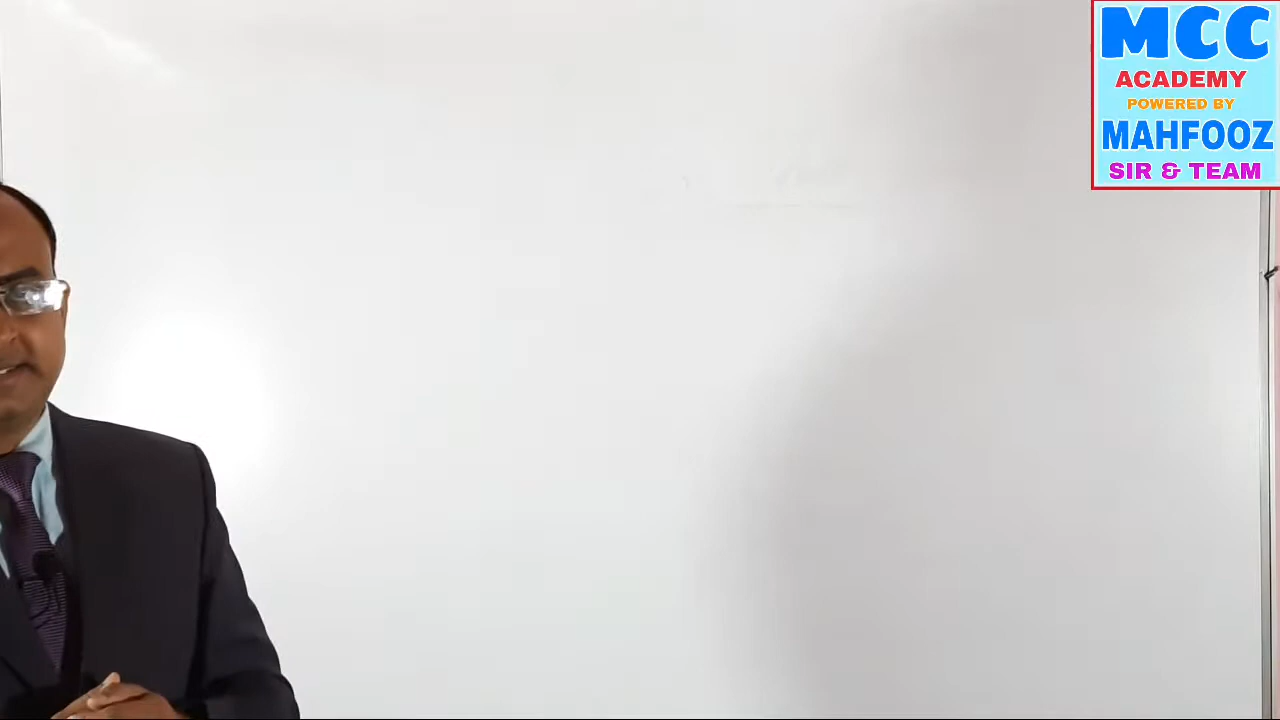 MCC
ACADEMY
POWERED BY
MAHFOOZ
SIR & TEAM